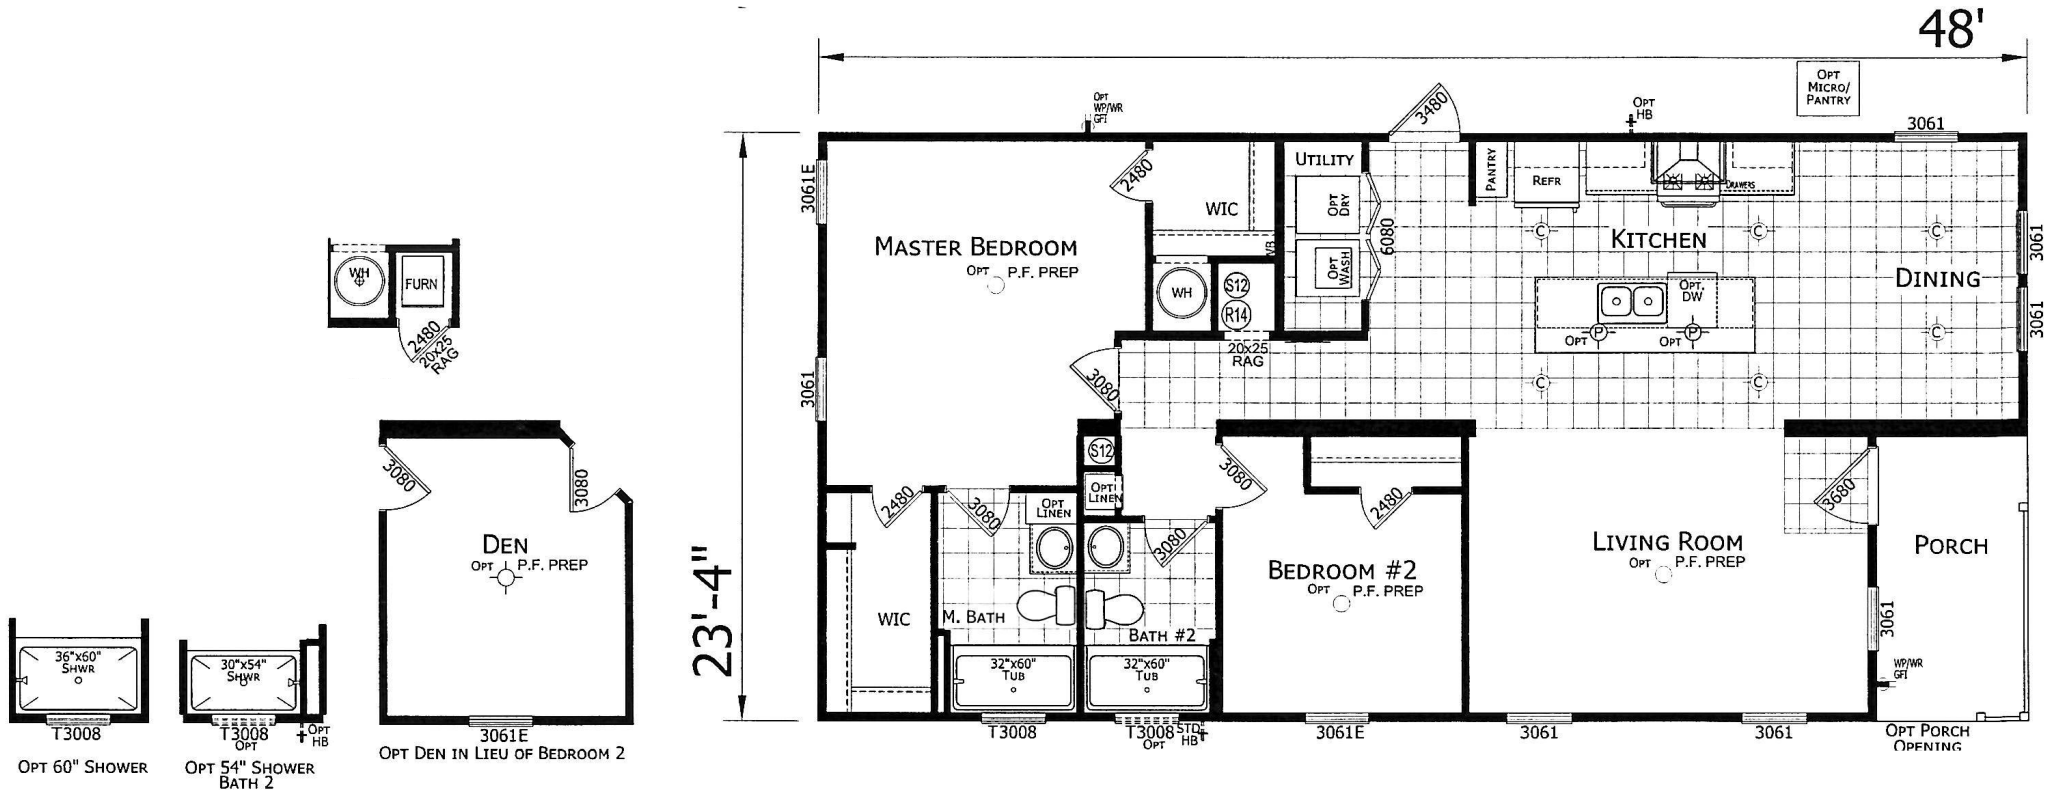 48'
OPT
MICRO/
PANTRY
OPT
WP/WR
GFI
3480
OPT
HB
3061
3061E
2480
UTILITY
PANTRY
REFR
DRAWERS
OPT
DRY
WIC
6080
MASTER BEDROOM
OPT P.F. PREP
C
C
C
KITCHEN
3061
WH
FURN
2480
20x25
RAG
WH
S12
R14
OPT
WASH
OPT.
DW
DINING
P
P
OPT
OPT
C
3061
20x25
RAG
3061
3080
C
C
S12
OPT
LINEN
3080
3080
3080
2480
3080
OPT
LINEN
2480
3680
DEN
OPT P.F. PREP
23'-4"
3080
LIVING ROOM
OPT P.F. PREP
PORCH
BEDROOM #2
OPT P.F. PREP
WIC
M. BATH
BATH #2
3061
36"x60"
SHWR
30"x54"
SHWR
32"x60"
TUB
32"x60"
TUB
WP/WR
GFI
T3008
T3008
OPT
OPT
HB
3061E
T3008
T3008
OPT
STD
HB
3061E
3061
3061
OPT PORCH
OPENING
OPT DEN IN LIEU OF BEDROOM 2
OPT 60" SHOWER
OPT 54" SHOWER
BATH 2